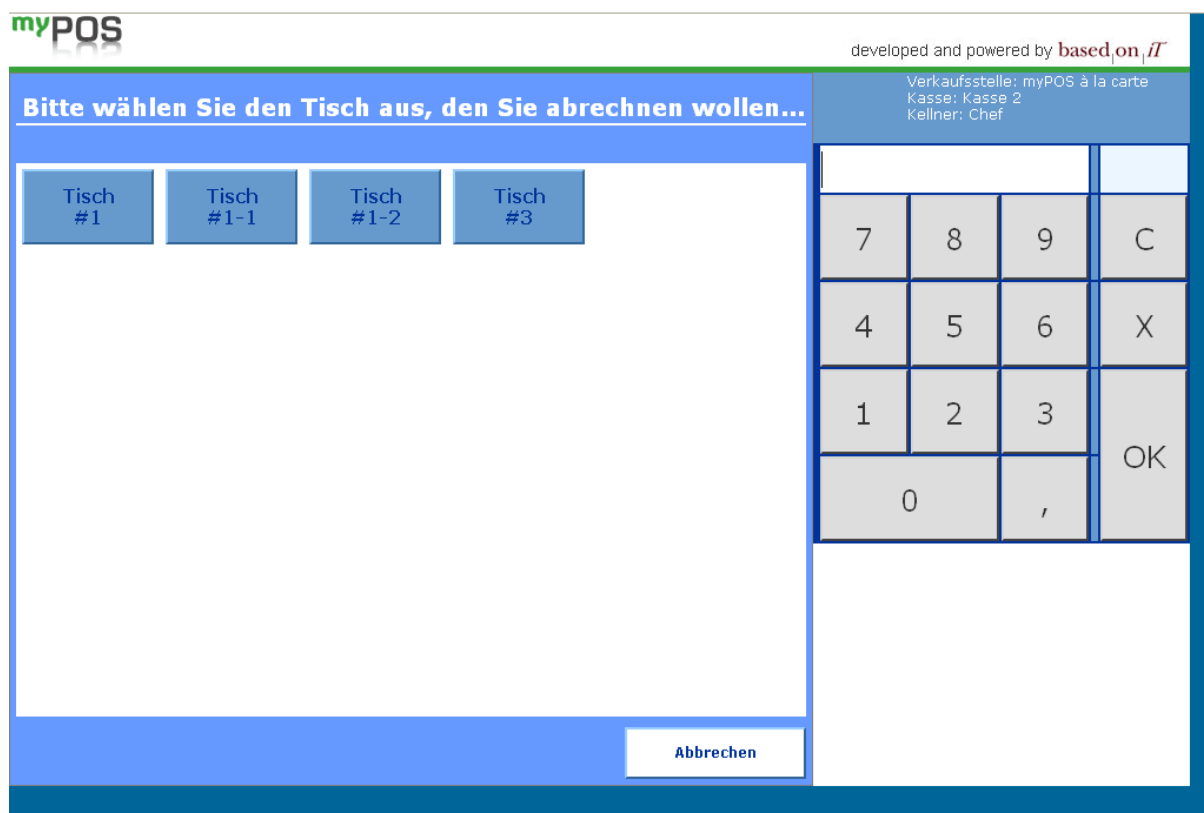 myPOS
developed and powered by based on iT
Bitte wählen Sie den Tisch aus, den Sie abrechnen wollen...
Verkaufsstelle: myPOS à la carte
Kasse: Kasse 2
Kellner: Chef
Tisch
#1
Tisch
#1-1
Tisch
#1-2
Tisch
#3
7 8 9 C
4 5 6 X
1 2 3
OK
0 ,
Abbrechen